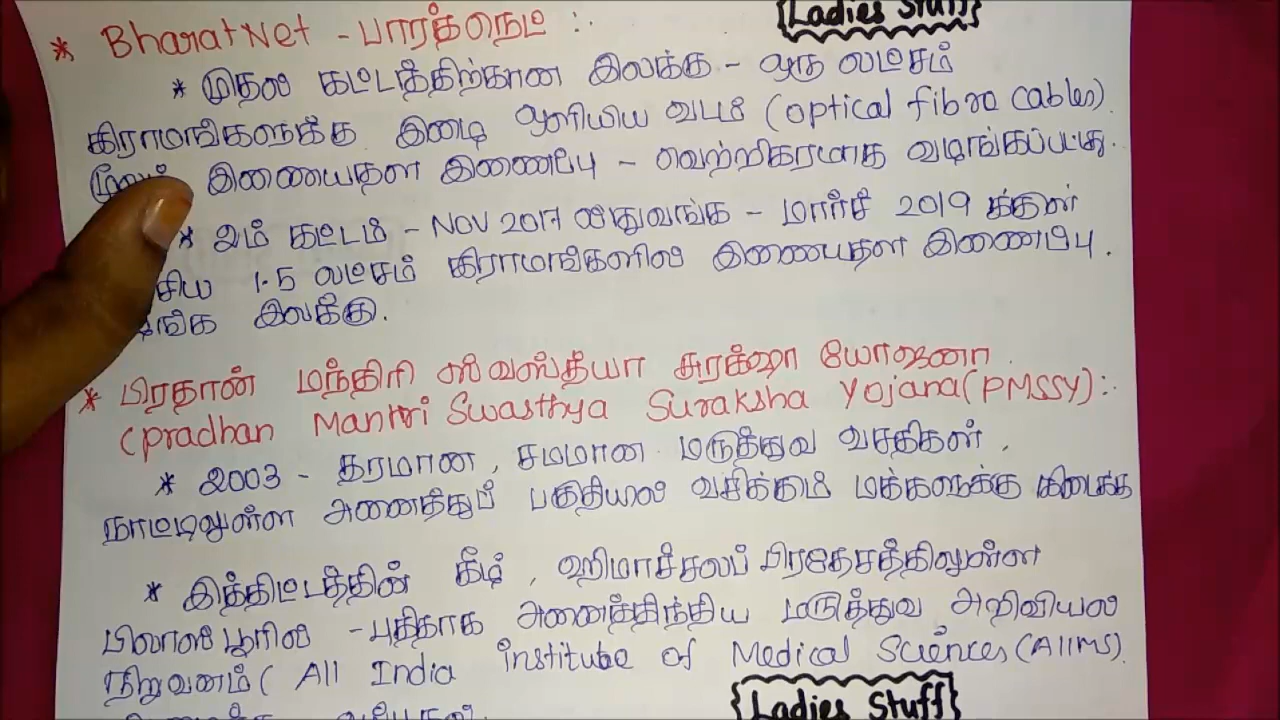 {Ladies Stuff}
* BharatNet - பாரத்நெட் :.
* முதல் கட்டத்திற்கான இலக்கு - ஒரு லட்சம்
கிராமங்களுக்கு இழை ஒளியிய வடம் (optical fibre cables)
மூலம் இணையதள இணைப்பு - வெற்றிகரமாக வழங்கப்பட்டது.
* 2ம் கட்டம் - NOV 2017 துவங்கி - மார்ச் 2019 க்குள்
1.5 லட்சம் கிராமங்களில் இணையதள இணைப்பு.
இலக்கு.
* பிரதான் மந்திரி ஸ்வஸ்தியா சுரக்ஷா யோஜனா
(pradhan Mantri Swasthya Suraksha Yojana(PMSSY):.
* 2003 - தரமான, சமமான மருத்துவ வசதிகள்,
நாட்டிலுள்ள அனைத்துப் பகுதியில் வசிக்கும் மக்களுக்கு கிடைக்க
* இத்திட்டத்தின் கீழ், ஹிமாச்சலப் பிரதேசத்திலுள்ள
பிலாஸ்பூரில் - புதிதாக அனைத்திந்திய மருத்துவ அறிவியல்
நிறுவனம் ( All India institute of Medical Sciences (AIIMS).
{Ladies Stuff}